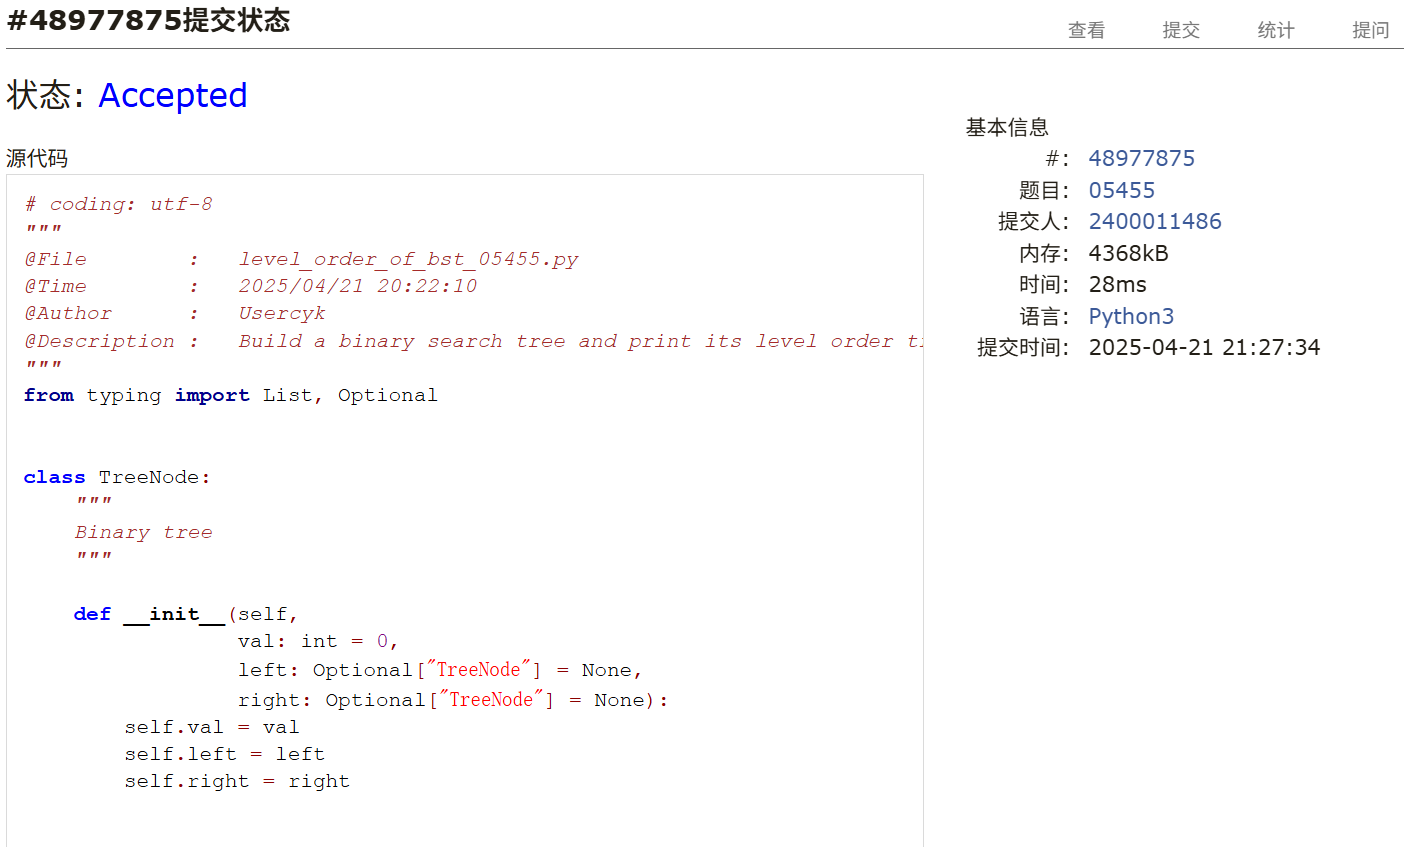 #48977875提交状态
查看 提交 统计 提问
状态: Accepted
源代码
# coding: utf-8
"""
@File        :   level_order_of_bst_05455.py
@Time        :   2025/04/21 20:22:10
@Author      :   Usercyk
@Description :   Build a binary search tree and print its level order
"""
from typing import List, Optional
class TreeNode:
    """
    Binary tree
    """
    def __init__(self,
                 val: int = 0,
                 left: Optional["TreeNode"] = None,
                 right: Optional["TreeNode"] = None):
        self.val = val
        self.left = left
        self.right = right
基本信息
#: 48977875
题目: 05455
提交人: 2400011486
内存: 4368kB
时间: 28ms
语言: Python3
提交时间: 2025-04-21 21:27:34